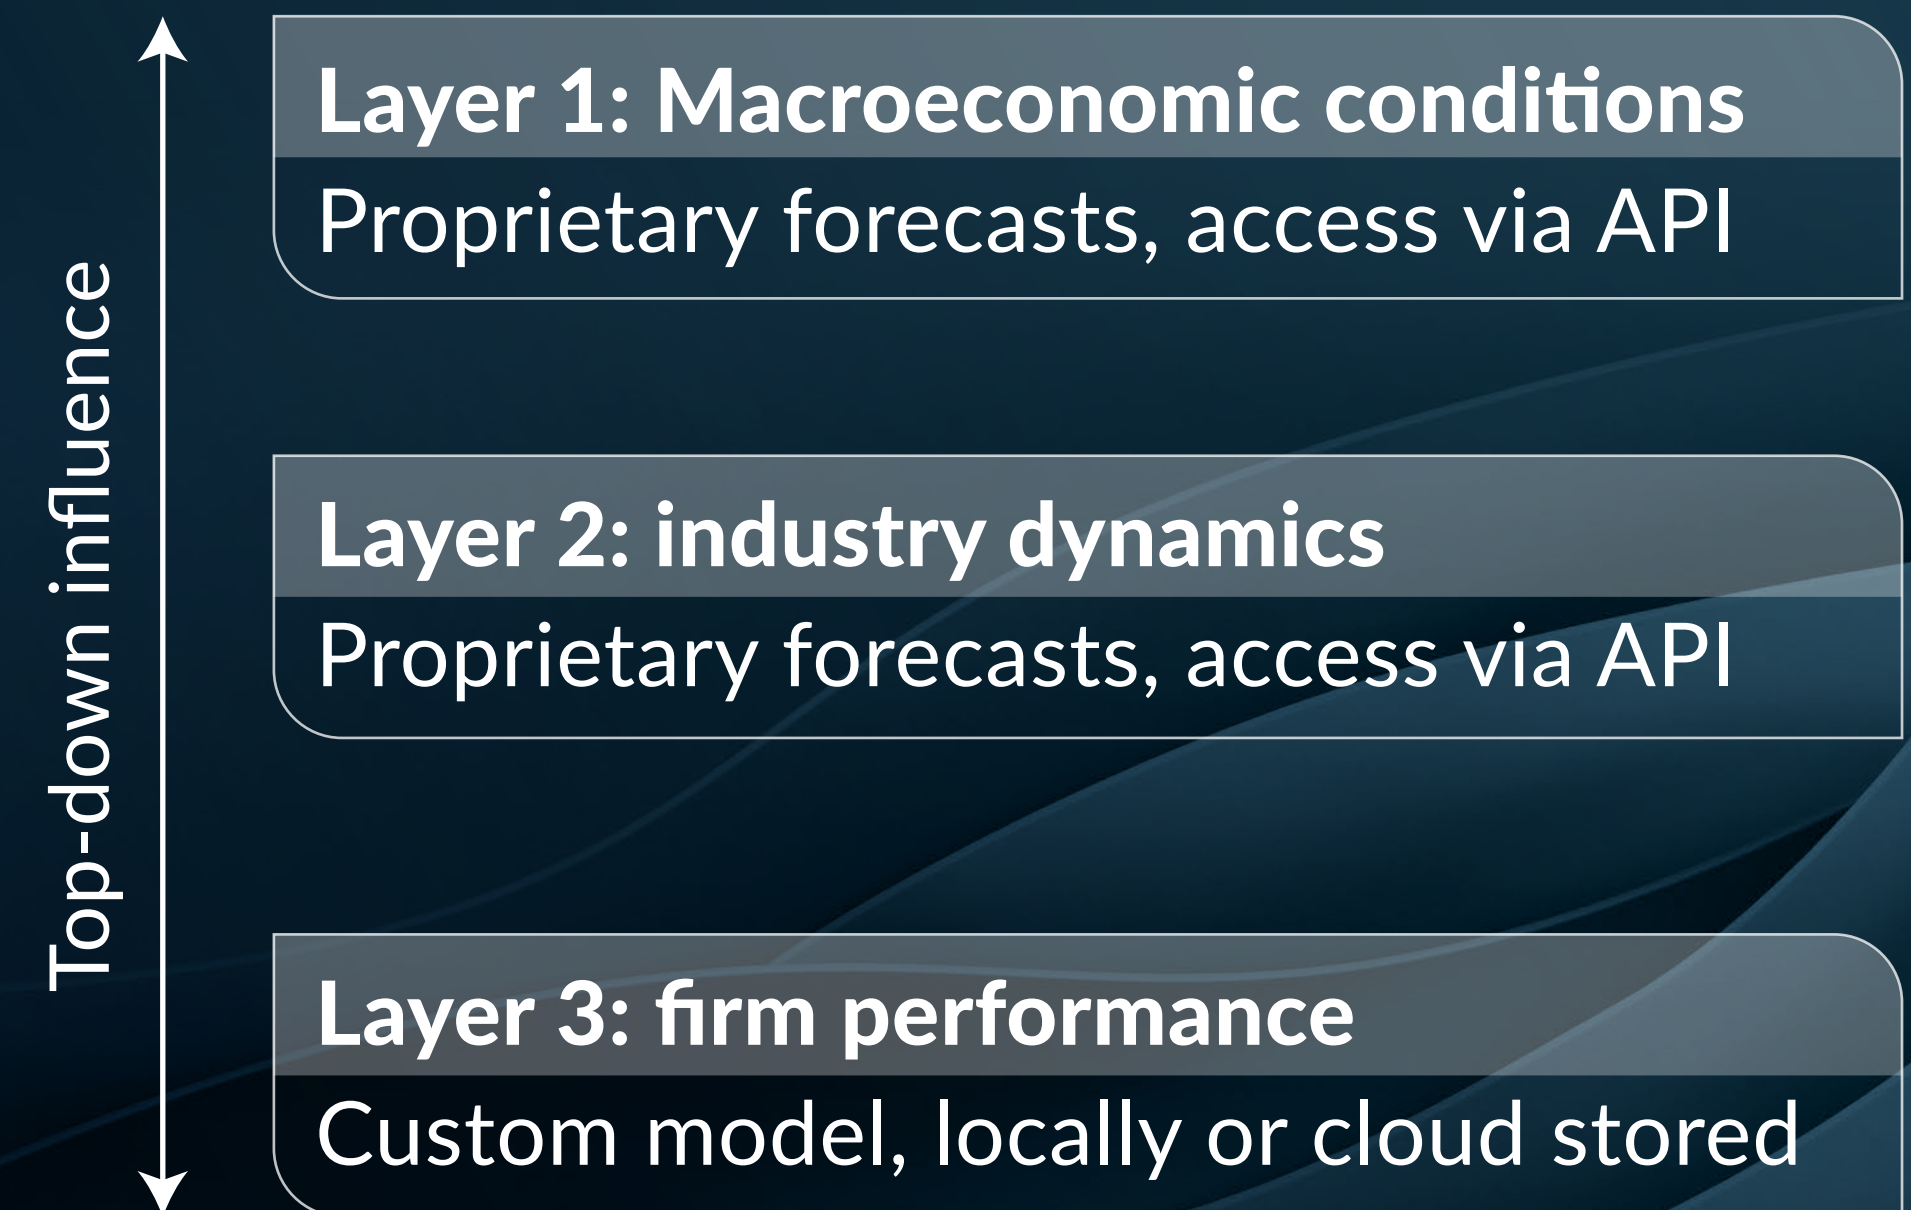 Top-down influence
Layer 1: Macroeconomic conditions
Proprietary forecasts, access via API
Layer 2: industry dynamics
Proprietary forecasts, access via API
Layer 3: firm performance
Custom model, locally or cloud stored